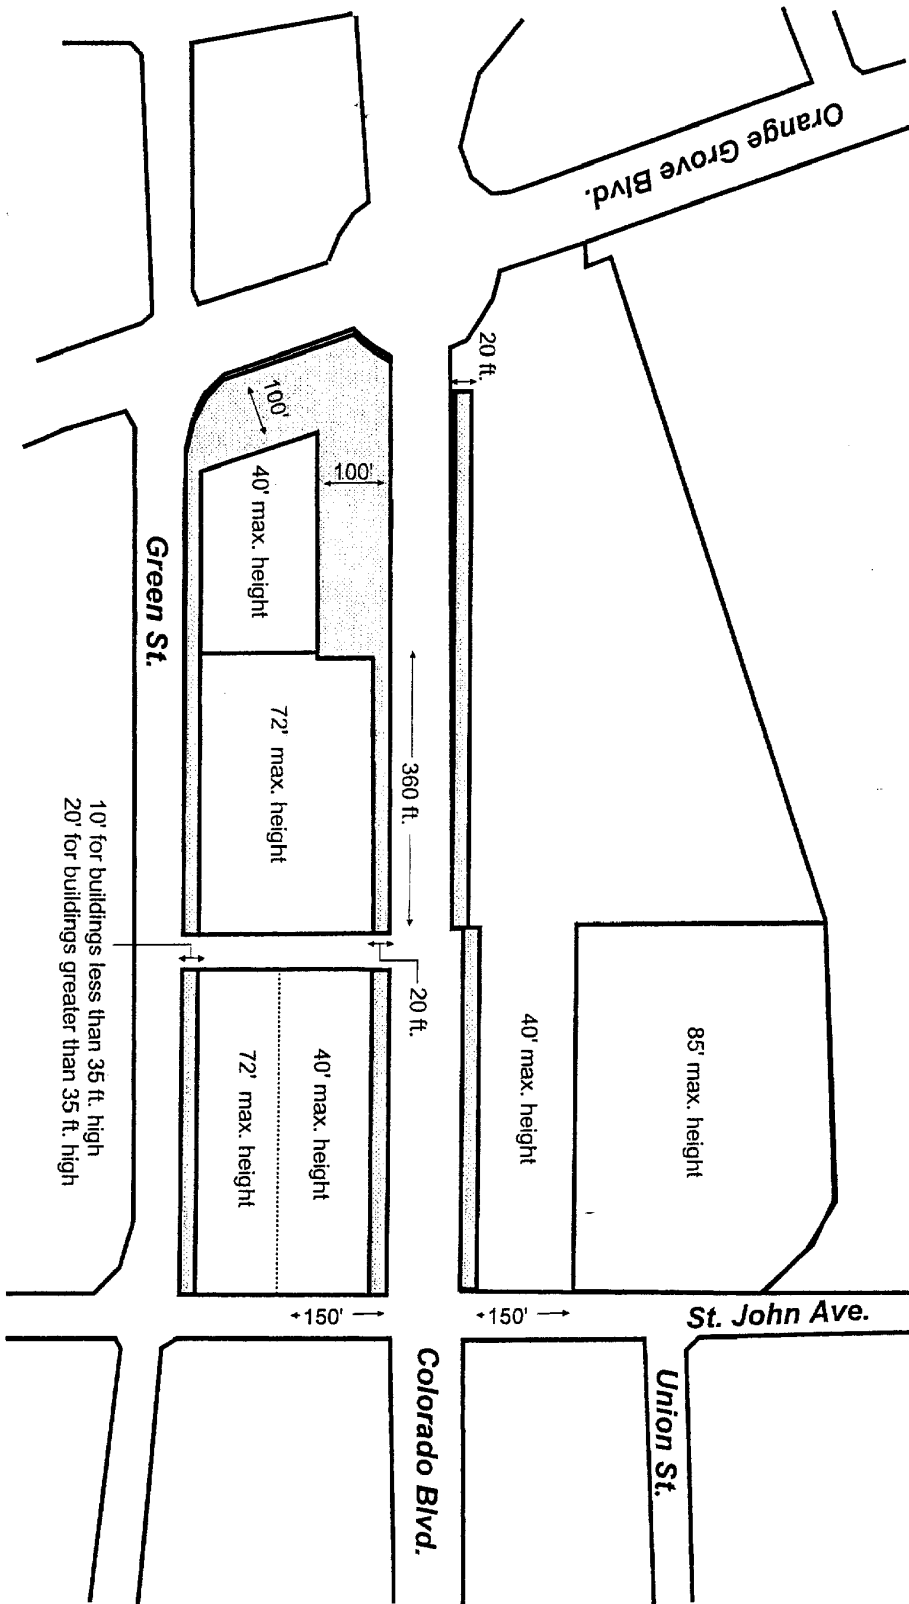 Orange Grove Blvd.
20 ft.
100'
100'
40' max. height
Green St.
72' max. height
360 ft.
10' for buildings less than 35 ft. high
20' for buildings greater than 35 ft. high
20 ft.
40' max. height
72' max. height
40' max. height
85' max. height
150'
150'
St. John Ave.
Union St.
Colorado Blvd.